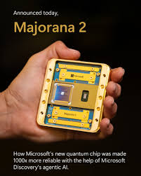 Announced today,
Majorana 2
How Microsoft's new quantum chip was made
1000x more reliable with the help of Microsoft
Discovery's agentic AI.